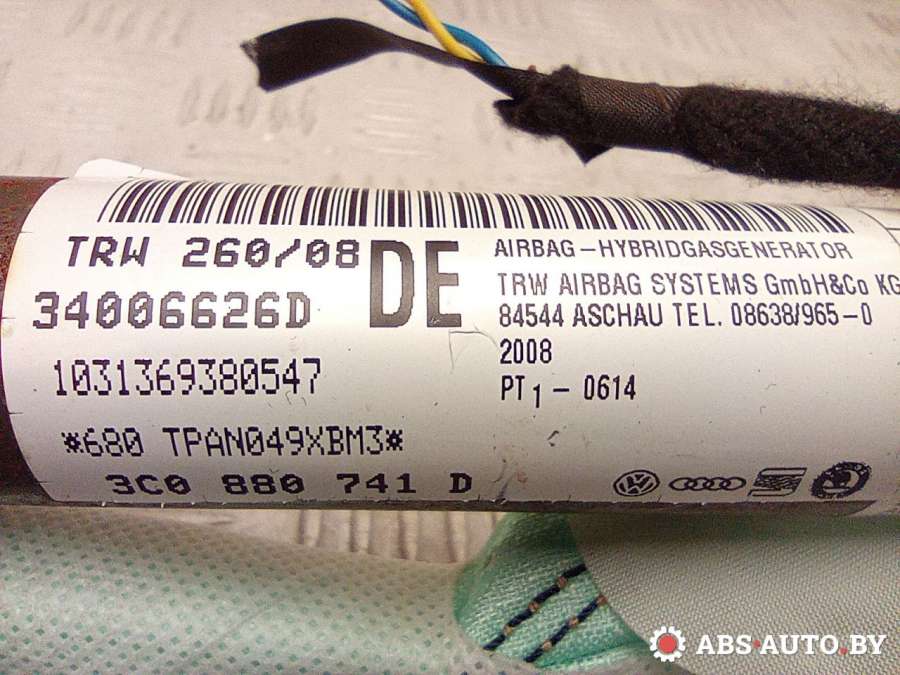 TRW 260/08 DE
34006626D
1031369380547
*680 TPAN049XBM3*
3C0 880 741 D
AIRBAG-HYBRIDGASGENERATOR
TRW AIRBAG SYSTEMS GmbH&Co KG
84544 ASCHAU TEL. 08638/965-0
2008
PT1 - 0614
ABS-AUTO.BY